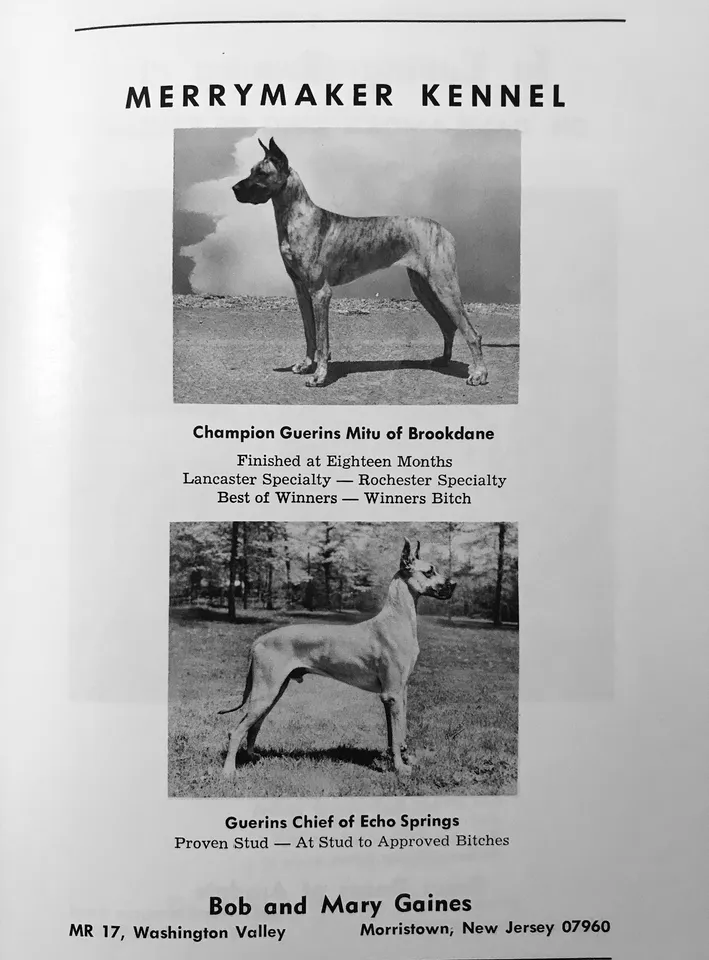 MERRYMAKER KENNEL
Champion Guerins Mitu of Brookdane
Finished at Eighteen Months
Lancaster Specialty — Rochester Specialty
Best of Winners — Winners Bitch
Guerins Chief of Echo Springs
Proven Stud — At Stud to Approved Bitches
Bob and Mary Gaines
MR 17, Washington Valley Morristown, New Jersey 07960